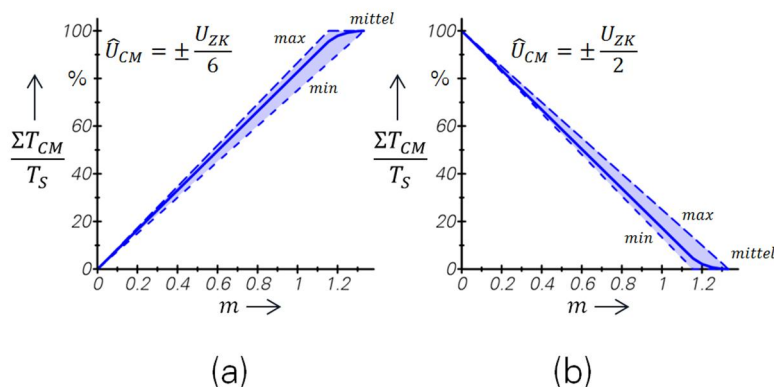 100
%
60
40
20
0
ΣT_CM / T_S
Û_CM = ± U_ZK / 6
max
mittel
min
0 0.2 0.4 0.6 0.8 1 1.2
m
(a)
100
%
60
40
20
0
ΣT_CM / T_S
Û_CM = ± U_ZK / 2
max
min
mittel
0 0.2 0.4 0.6 0.8 1 1.2
m
(b)